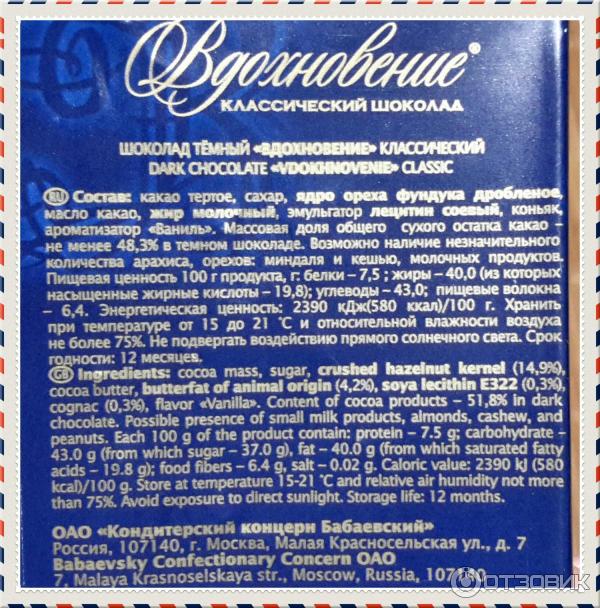 Вдохновение®
КЛАССИЧЕСКИЙ ШОКОЛАД
ШОКОЛАД ТЁМНЫЙ «ВДОХНОВЕНИЕ» КЛАССИЧЕСКИЙ
DARK CHOCOLATE «VDOKHNOVENIE» CLASSIC
RU Состав: какао тертое, сахар, ядро ореха фундука дробленое,
масло какао, жир молочный, эмульгатор лецитин соевый, коньяк,
ароматизатор «Ваниль». Массовая доля общего сухого остатка какао –
не менее 48,3% в темном шоколаде. Возможно наличие незначительного
количества арахиса, орехов: миндаля и кешью, молочных продуктов.
Пищевая ценность 100 г продукта, г: белки – 7,5 ; жиры – 40,0 (из которых
насыщенные жирные кислоты – 19,8); углеводы – 43,0; пищевые волокна
– 6,4. Энергетическая ценность: 2390 кДж(580 ккал)/100 г. Хранить
при температуре от 15 до 21 °С и относительной влажности воздуха
не более 75%. Не подвергать воздействию прямого солнечного света. Срок
годности: 12 месяцев.
GB Ingredients: cocoa mass, sugar, crushed hazelnut kernel (14,9%),
cocoa butter, butterfat of animal origin (4,2%), soya lecithin E322 (0,3%),
cognac (0,3%), flavor «Vanilla». Content of cocoa products – 51,8% in dark
chocolate. Possible presence of small milk products, almonds, cashew, and
peanuts. Each 100 g of the product contain: protein – 7.5 g; carbohydrate –
43.0 g (from which sugar – 37.0 g), fat – 40.0 g (from which saturated fatty
acids – 19.8 g); food fibers – 6.4 g, salt – 0.02 g. Caloric value: 2390 kJ (580
kcal)/100 g. Store at temperature 15-21 °C and relative air humidity not more
than 75%. Avoid exposure to direct sunlight. Storage life: 12 months.
ОАО «Кондитерский концерн Бабаевский»
Россия, 107140, г. Москва, Малая Красносельская ул., д. 7
Babaevsky Confectionary Concern OAO
7, Malaya Krasnoselskaya str., Moscow, Russia, 107140
ОТЗОВИК